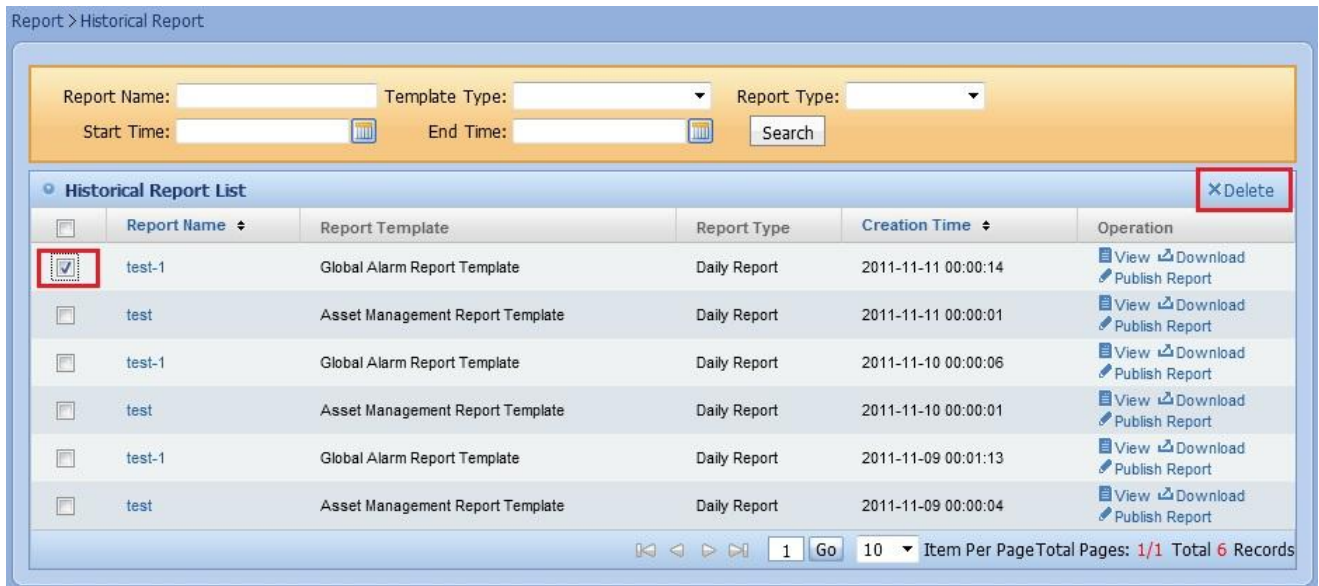 Report > Historical Report
Report Name: Template Type: Report Type:
Start Time: End Time: Search
Historical Report List ×Delete
Report Name Report Template Report Type Creation Time Operation
test-1 Global Alarm Report Template Daily Report 2011-11-11 00:00:14 View Download
Publish Report
test Asset Management Report Template Daily Report 2011-11-11 00:00:01 View Download
Publish Report
test-1 Global Alarm Report Template Daily Report 2011-11-10 00:00:06 View Download
Publish Report
test Asset Management Report Template Daily Report 2011-11-10 00:00:01 View Download
Publish Report
test-1 Global Alarm Report Template Daily Report 2011-11-09 00:01:13 View Download
Publish Report
test Asset Management Report Template Daily Report 2011-11-09 00:00:04 View Download
Publish Report
1 Go 10 Item Per PageTotal Pages: 1/1 Total 6 Records